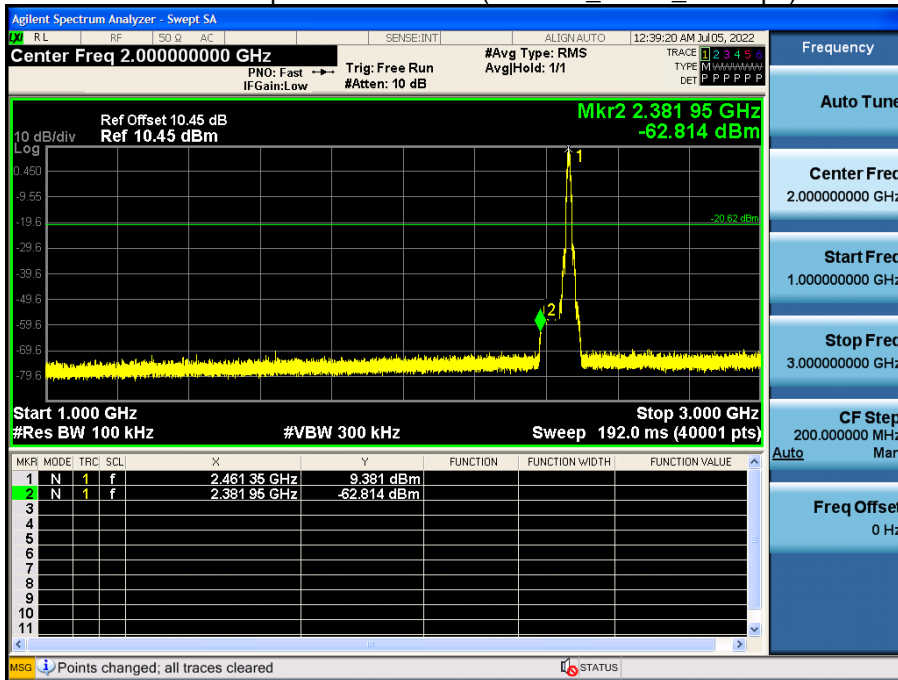 Agilent Spectrum Analyzer - Swept SA
RL RF 50 Ω AC SENSE:INT ALIGNAUTO 12:39:20 AM Jul 05, 2022
Center Freq 2.000000000 GHz #Avg Type: RMS TRACE 1 2 3 4 5 6
PNO: Fast Trig: Free Run Avg|Hold: 1/1 TYPE M WWWWW
IFGain:Low #Atten: 10 dB DET P P P P P P
Mkr2 2.381 95 GHz
-62.814 dBm
Ref Offset 10.45 dB
10 dB/div Ref 10.45 dBm
Log
1
0.450
-9.55
-19.6
-20.62 dBm
-29.6
-39.6
-49.6
2
-59.6
-69.6
-79.6
Start 1.000 GHz Stop 3.000 GHz
#Res BW 100 kHz #VBW 300 kHz Sweep 192.0 ms (40001 pts)
MKR MODE TRC SCL X Y FUNCTION FUNCTION WIDTH FUNCTION VALUE
1 N 1 f 2.461 35 GHz 9.381 dBm
2 N 1 f 2.381 95 GHz -62.814 dBm
3
4
5
6
7
8
9
10
11
MSG Points changed; all traces cleared STATUS
Frequency
Auto Tune
Center Freq
2.000000000 GHz
Start Freq
1.000000000 GHz
Stop Freq
3.000000000 GHz
CF Step
200.000000 MHz
Auto Man
Freq Offset
0 Hz